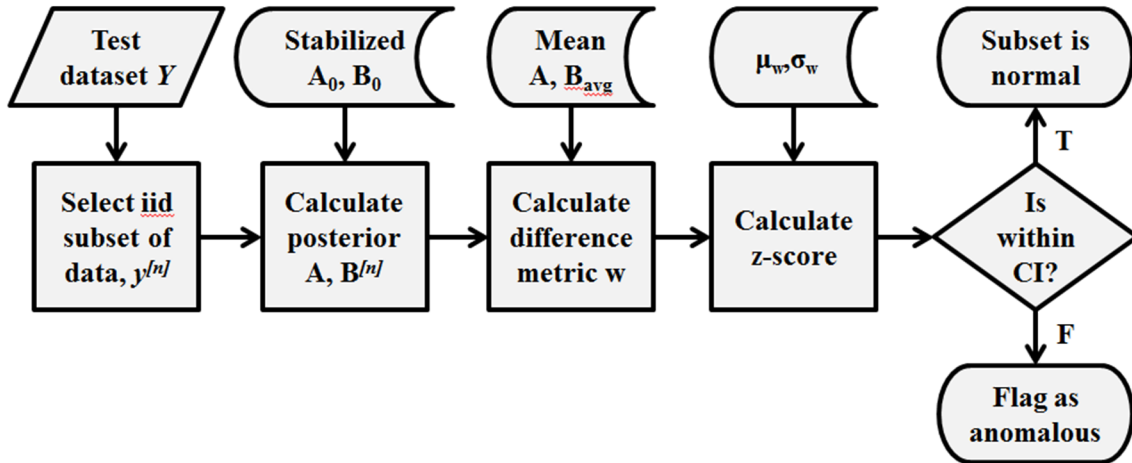 Test
dataset Y
Stabilized
A₀, B₀
Mean
A, Bavg
μw,σw
Subset is
normal
Select iid
subset of
data, y[n]
Calculate
posterior
A, B[n]
Calculate
difference
metric w
Calculate
z-score
Is
within
CI?
T
F
Flag as
anomalous